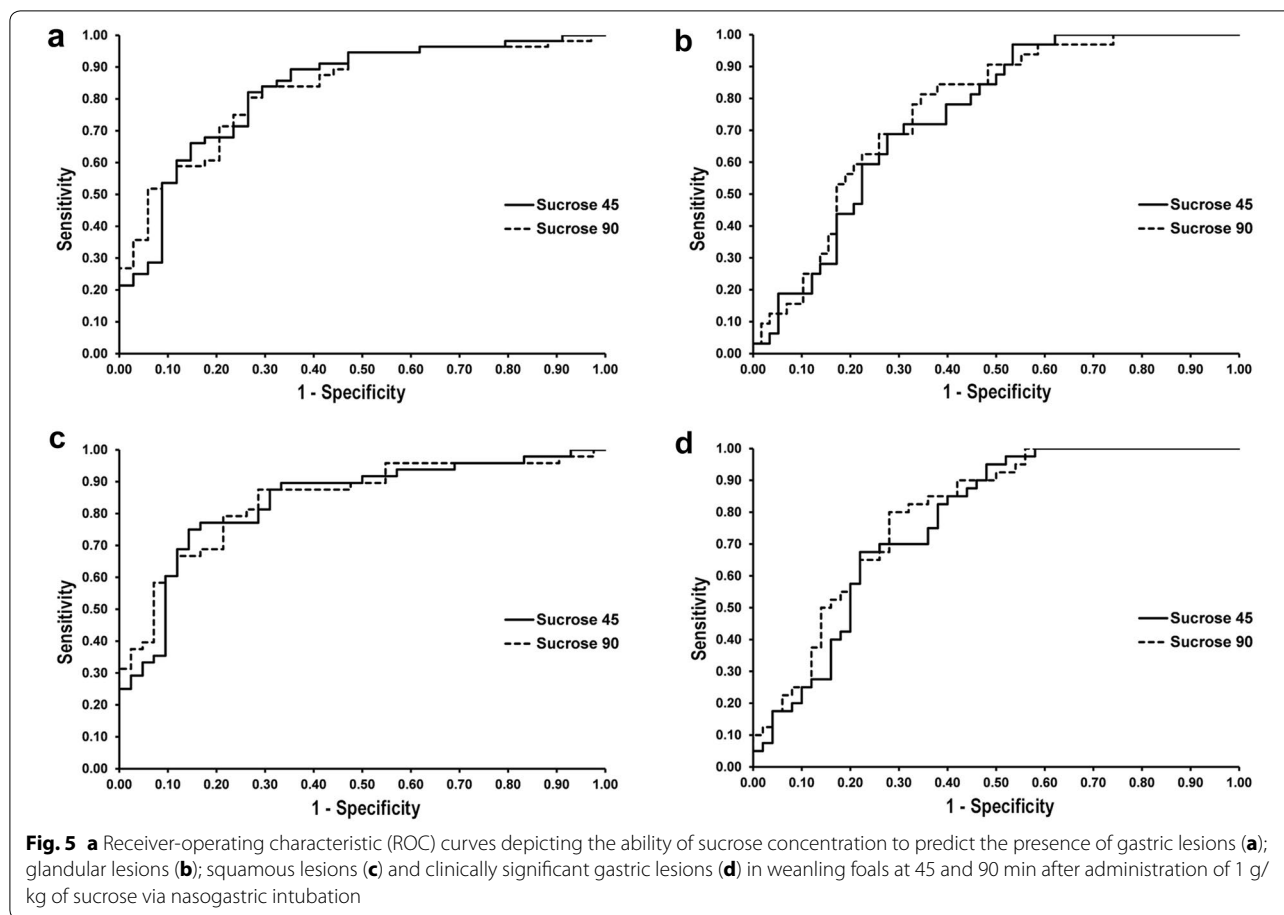 a
1.00
0.90
0.80
0.70
0.60
0.50
0.40
0.30
0.20
0.10
0.00
Sensitivity
Sucrose 45
Sucrose 90
0.00 0.10 0.20 0.30 0.40 0.50 0.60 0.70 0.80 0.90 1.00
1 - Specificity
b
1.00
0.90
0.80
0.70
0.60
0.50
0.40
0.30
0.20
0.10
0.00
Sensitivity
Sucrose 45
Sucrose 90
0.00 0.10 0.20 0.30 0.40 0.50 0.60 0.70 0.80 0.90 1.00
1 - Specificity
c
1.00
0.90
0.80
0.70
0.60
0.50
0.40
0.30
0.20
0.10
0.00
Sensitivity
Sucrose 45
Sucrose 90
0.00 0.10 0.20 0.30 0.40 0.50 0.60 0.70 0.80 0.90 1.00
1 - Specificity
d
1.00
0.90
0.80
0.70
0.60
0.50
0.40
0.30
0.20
0.10
0.00
Sensitivity
Sucrose 45
Sucrose 90
0.00 0.10 0.20 0.30 0.40 0.50 0.60 0.70 0.80 0.90 1.00
1 - Specificity
Fig. 5 a Receiver-operating characteristic (ROC) curves depicting the ability of sucrose concentration to predict the presence of gastric lesions (a);
glandular lesions (b); squamous lesions (c) and clinically significant gastric lesions (d) in weanling foals at 45 and 90 min after administration of 1 g/
kg of sucrose via nasogastric intubation